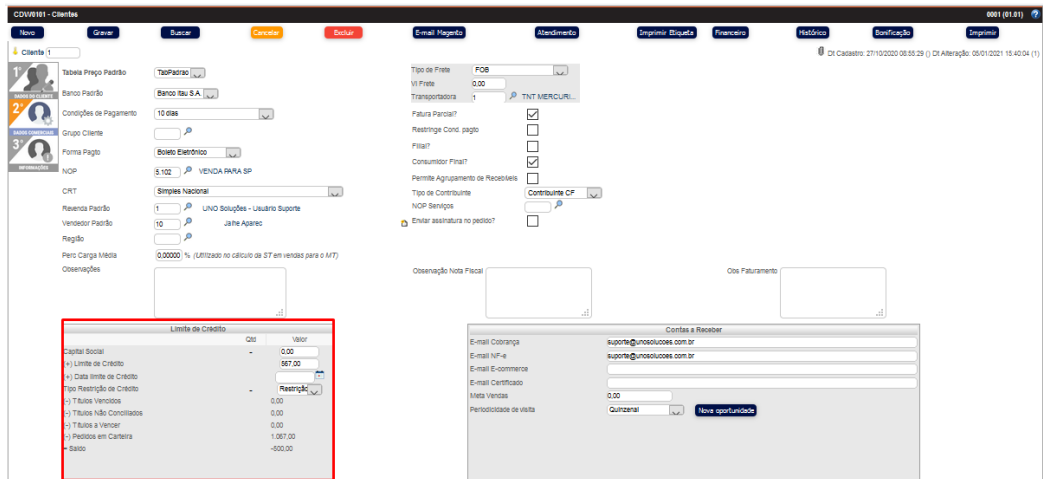 CDVV0101 - Clientes 0001 (01.01)
Novo Gravar Buscar Cancelar Excluir E-mail Magento Atendimento Imprimir Etiqueta Financeiro Histórico Bonificação Imprimir
Cliente 1 Dt Cadastro: 27/10/2020 08:55:29 () Dt Alteração: 05/01/2021 15:40:04 (1)
1° DADOS DO CLIENTE
2° DADOS COMERCIAIS
3° INFORMAÇÕES
Tabela Preço Padrão TabPadrao
Banco Padrão Banco Itau S.A.
Condições de Pagamento 10 dias
Grupo Cliente
Forma Pagto Boleto Eletrônico
NOP 5.102 VENDA PARA SP
CRT Simples Nacional
Revenda Padrão 1 UNO Soluções - Usuário Suporte
Vendedor Padrão 10 Jaihe Aparec
Região
Perc Carga Média 0,00000 % (Utilizado no cálculo da ST em vendas para o MT)
Observações
Tipo de Frete FOB
Vl Frete 0,00
Transportadora 1 TNT MERCURI...
Fatura Parcial?
Restringe Cond. pagto
Filial?
Consumidor Final?
Permite Agrupamento de Recebíveis
Tipo de Contribuinte Contribuinte CF
NOP Serviços
Enviar assinatura no pedido?
Observação Nota Fiscal
Obs Faturamento
Limite de Crédito
Qtd Valor
Capital Social - 0,00
(+) Limite de Crédito 567,00
(+) Data limite de Crédito
Tipo Restrição de Crédito - Restrição
(-) Títulos Vencidos 0,00
(-) Títulos Não Conciliados 0,00
(-) Títulos a Vencer 0,00
(-) Pedidos em Carteira 1.067,00
= Saldo -500,00
Contas a Receber
E-mail Cobrança suporte@unosolucoes.com.br
E-mail NF-e suporte@unosolucoes.com.br
E-mail E-commerce
E-mail Certificado
Meta Vendas 0,00
Periodicidade de visita Quinzenal Nova oportunidade